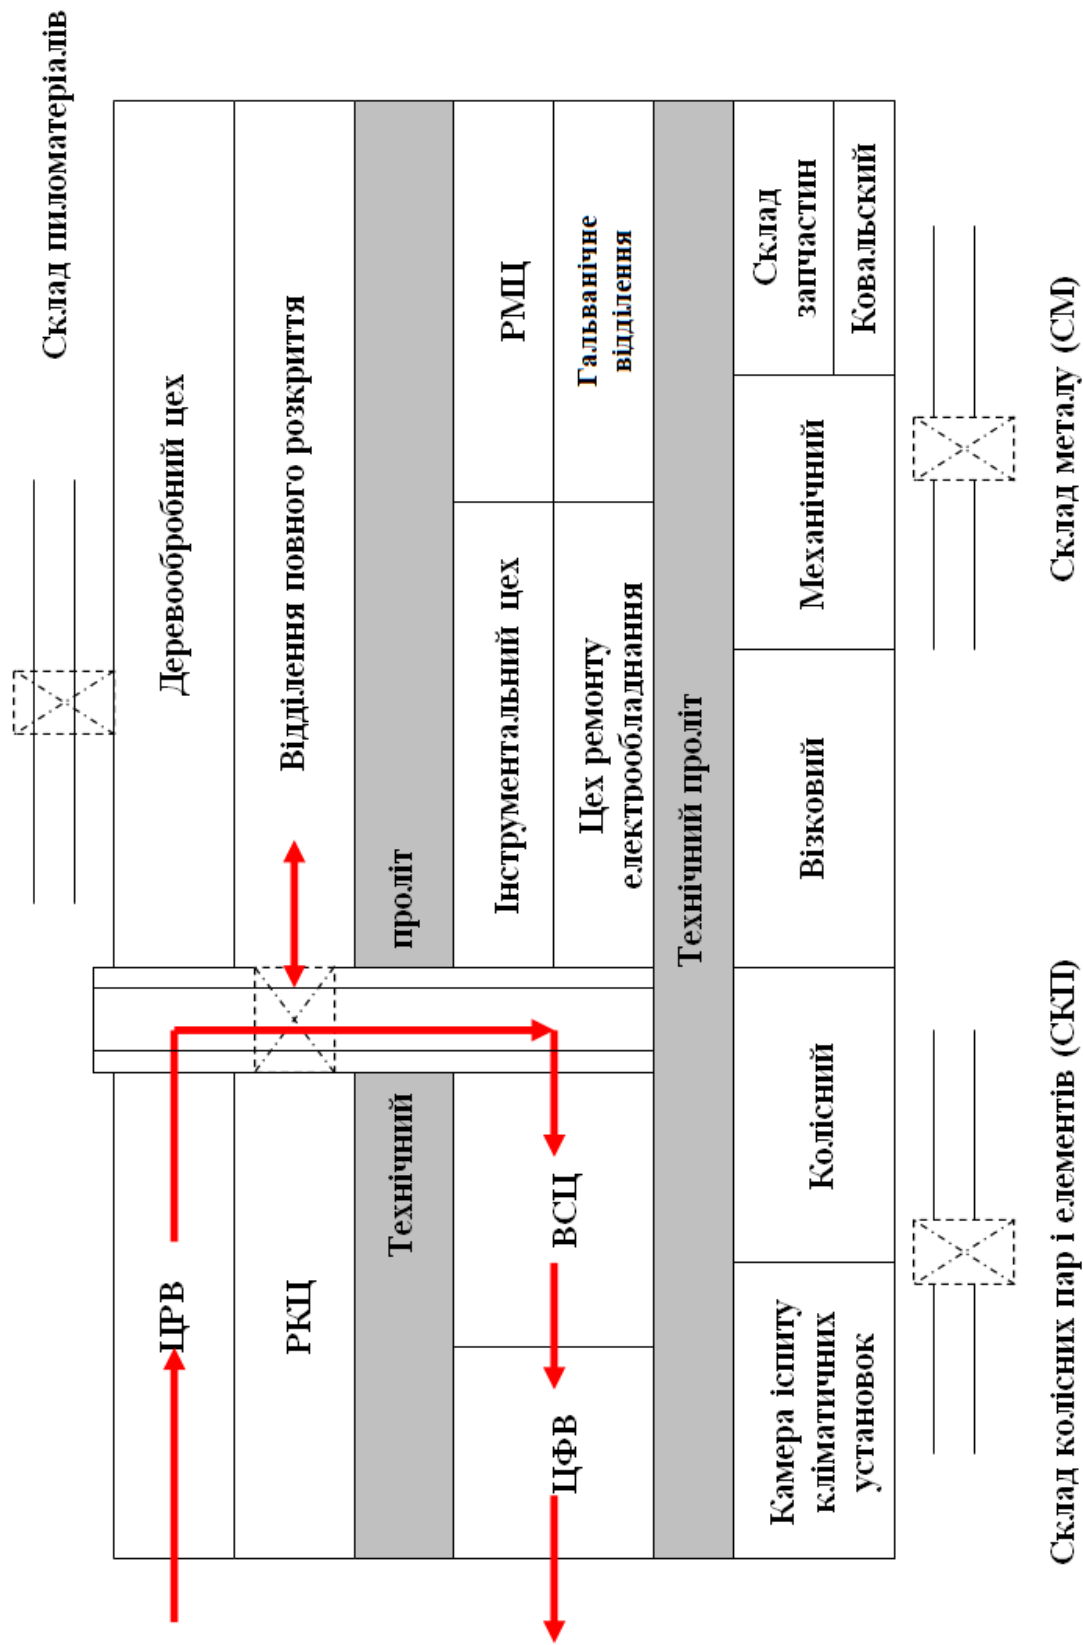 Склад пиломатеріалів
Деревообробний цех
Відділення повного розкриття
ЦРВ
РКЦ
Технічний
проліт
Інструментальний цех
РМЦ
Цех ремонту
електробладнання
Гальванічне
відділення
ВСЦ
ЦФВ
Технічний проліт
Камера іспиту
кліматичних
установок
Колісний
Візковий
Механічний
Склад
запчастин
Ковальский
Склад колісних пар і елементів (СКП)
Склад металу (СМ)